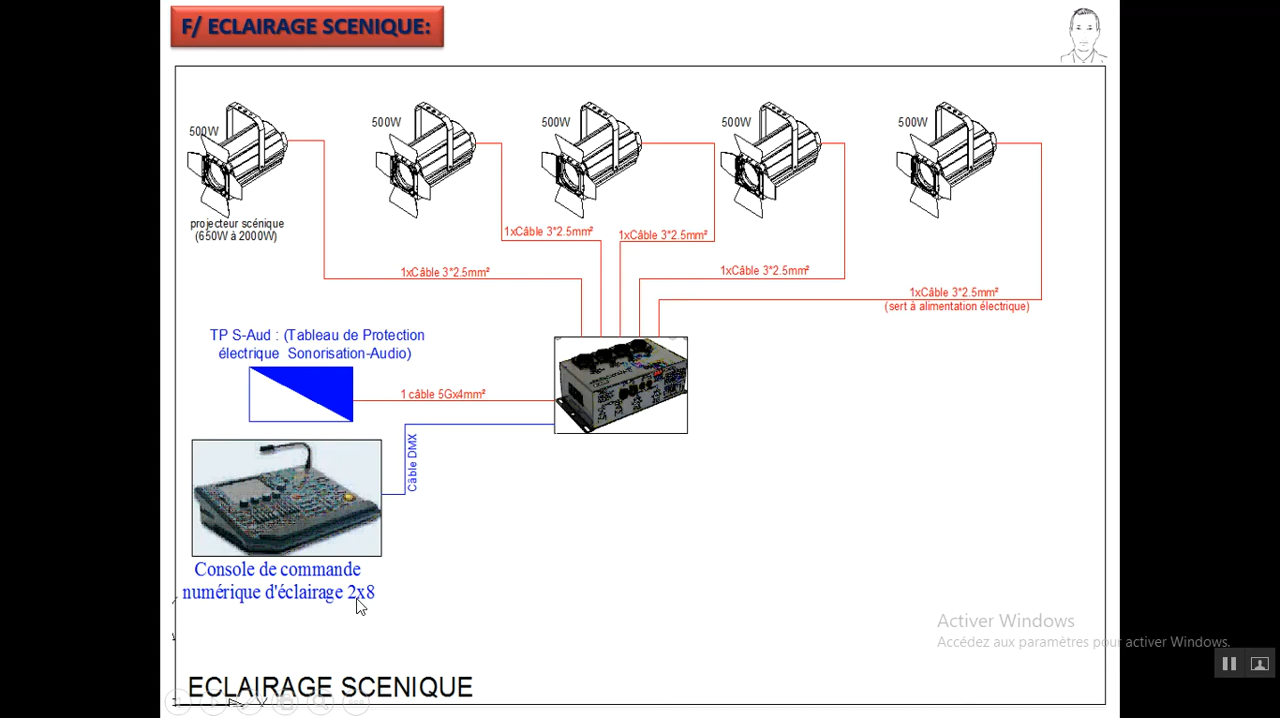 F/ ECLAIRAGE SCENIQUE:
500W
500W
500W
500W
500W
projecteur scénique
(650W à 2000W)
1xCâble 3*2.5mm²
1xCâble 3*2.5mm²
1xCâble 3*2.5mm²
1xCâble 3*2.5mm²
1xCâble 3*2.5mm²
(sert à alimentation électrique)
TP S-Aud : (Tableau de Protection
électrique Sonorisation-Audio)
1 câble 5Gx4mm²
Câble DMX
Console de commande
numérique d'éclairage 2x8
Activer Windows
Accédez aux paramètres pour activer Windows.
ECLAIRAGE SCENIQUE